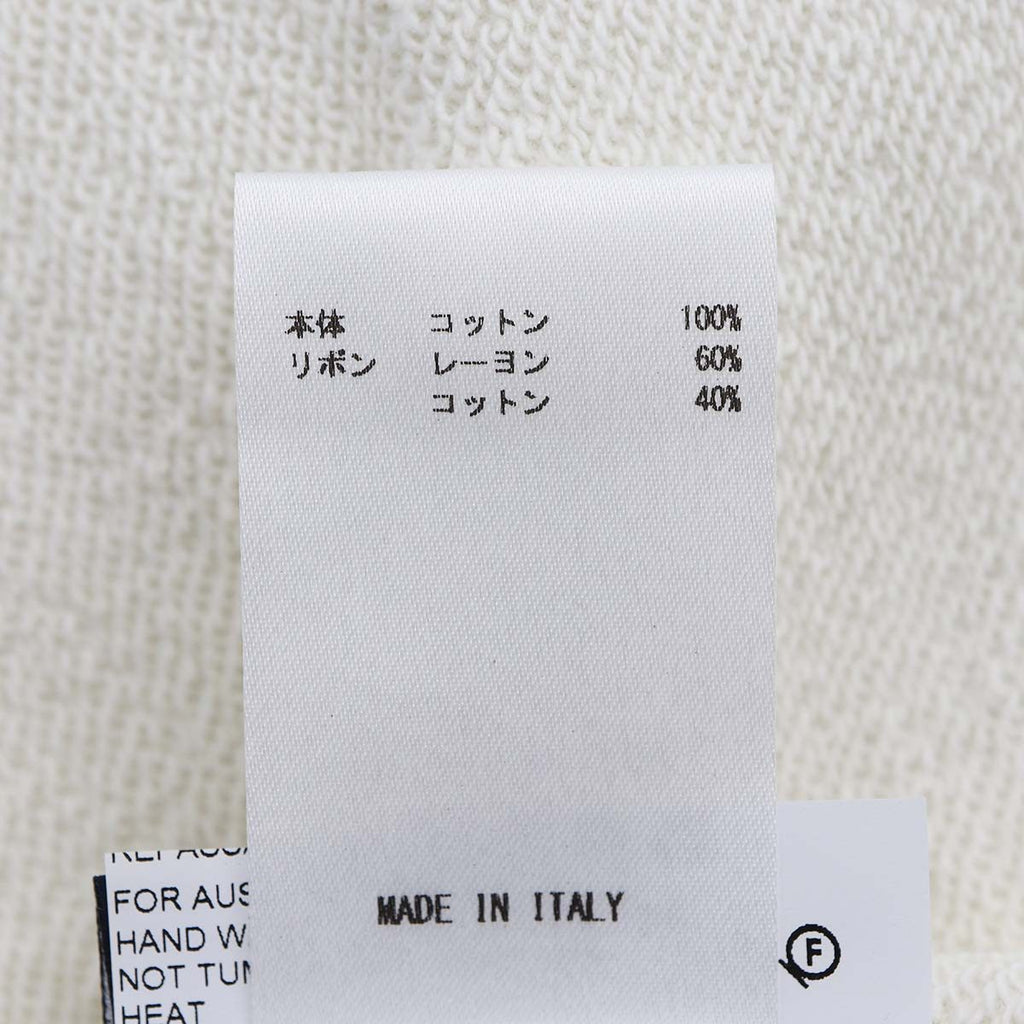 本体 コットン 100%
リボン レーヨン 60%
コットン 40%
MADE IN ITALY
FOR AUS
HAND W
NOT TUM
HEAT
F